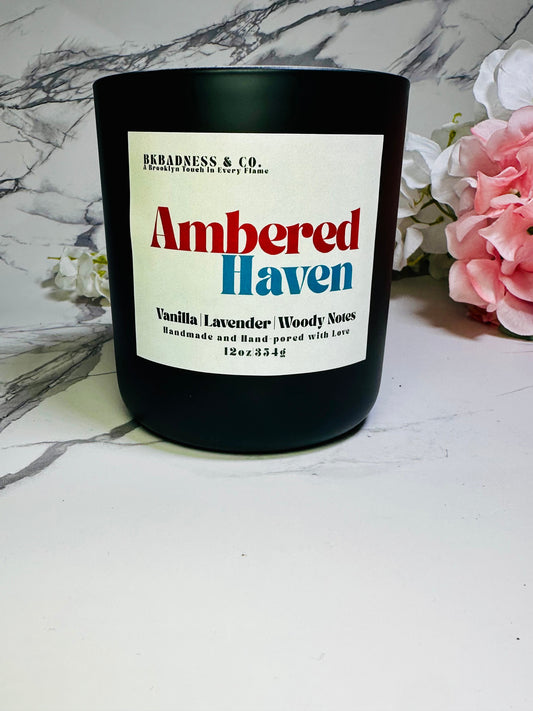 BKBADNESS & CO.
A Brooklyn Touch In Every Flame
Ambered
Haven
Vanilla|Lavender|Woody Notes
Handmade and Hand-pored with Love
12oz|354g